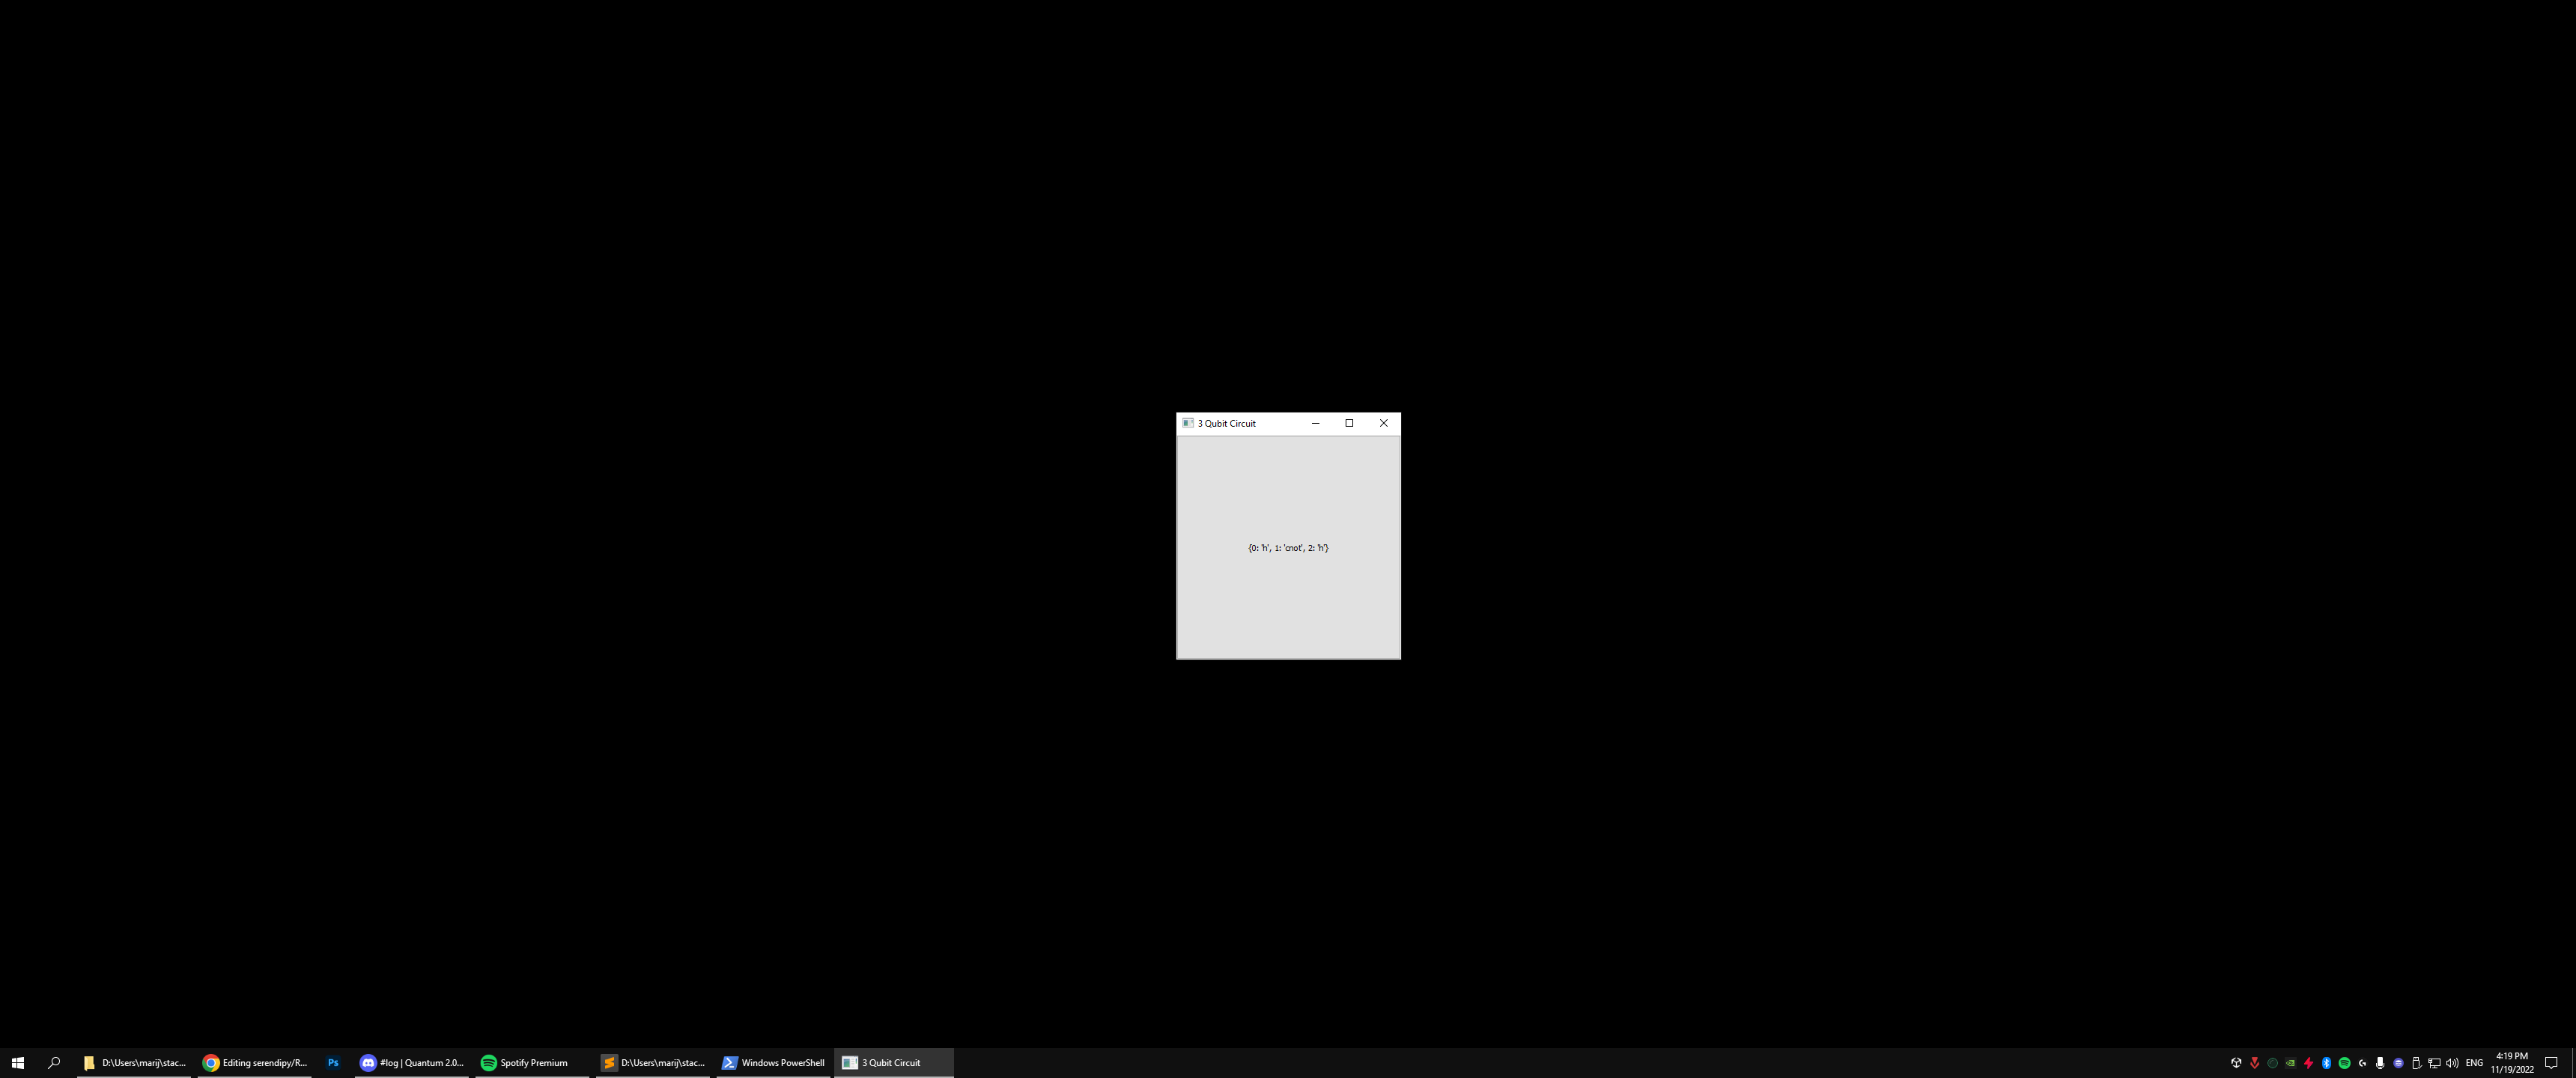 3 Qubit Circuit
{0: 'h', 1: 'cnot', 2: 'h'}
D:\Users\marij\stac...
Editing serendipy/R...
Ps
#log | Quantum 2.0...
Spotify Premium
D:\Users\marij\stac...
Windows PowerShell
3 Qubit Circuit
ENG
4:19 PM
11/19/2022